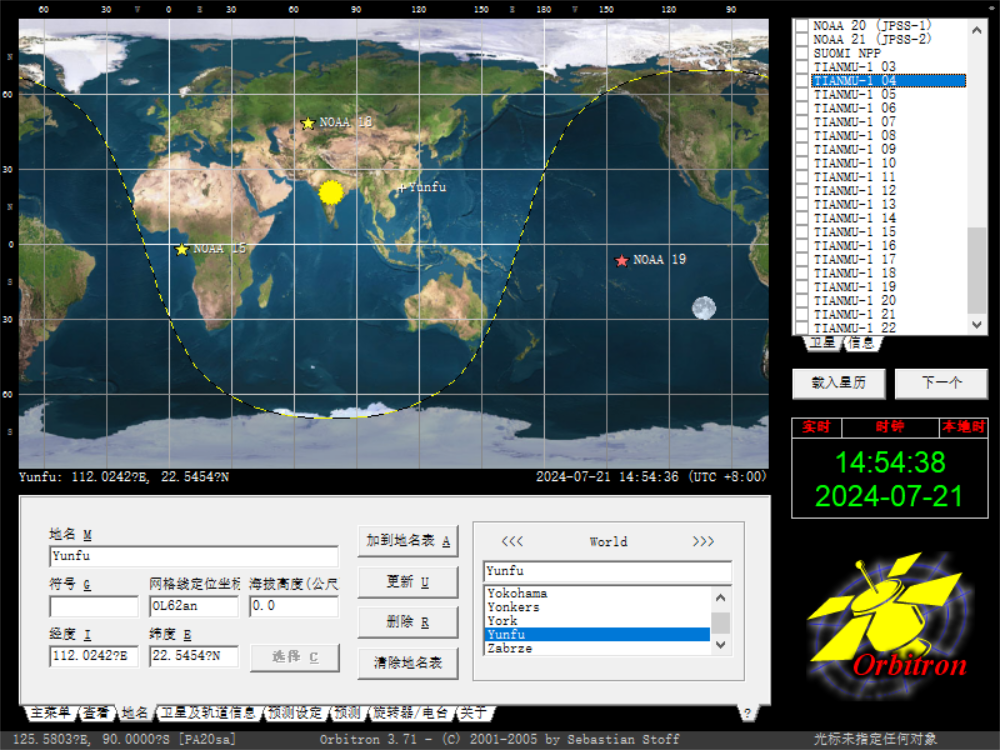 60 30 W 0 E 30 60 90 120 150 E 180 W 150 120 90
N
60
30
N
0
S
30
60
S
NOAA 18
Yunfu
NOAA 15
NOAA 19
Yunfu: 112.0242?E, 22.5454?N
2024-07-21 14:54:36 (UTC +8:00)
NOAA 20 (JPSS-1)
NOAA 21 (JPSS-2)
SUOMI NPP
TIANMU-1 03
TIANMU-1 04
TIANMU-1 05
TIANMU-1 06
TIANMU-1 07
TIANMU-1 08
TIANMU-1 09
TIANMU-1 10
TIANMU-1 11
TIANMU-1 12
TIANMU-1 13
TIANMU-1 14
TIANMU-1 15
TIANMU-1 16
TIANMU-1 17
TIANMU-1 18
TIANMU-1 19
TIANMU-1 20
TIANMU-1 21
TIANMU-1 22
卫星 信息
载入星历 下一个
实时 时钟 本地时
14:54:38
2024-07-21
Orbitron
地名 M
Yunfu
符号 G 网格线定位坐标 海拔高度(公尺
OL62an 0.0
经度 I 纬度 E
112.0242?E 22.5454?N 选择 C
加到地名表 A
更新 U
删除 R
清除地名表
<<< World >>>
Yunfu
Yokohama
Yonkers
York
Yunfu
Zabrze
主菜单 查看 地名 卫星及轨道信息 预测设定 预测 旋转器/电台 关于 ?
125.5803?E, 90.0000?S [PA20sa] Orbitron 3.71 - (C) 2001-2005 by Sebastian Stoff 光标未指定任何对象